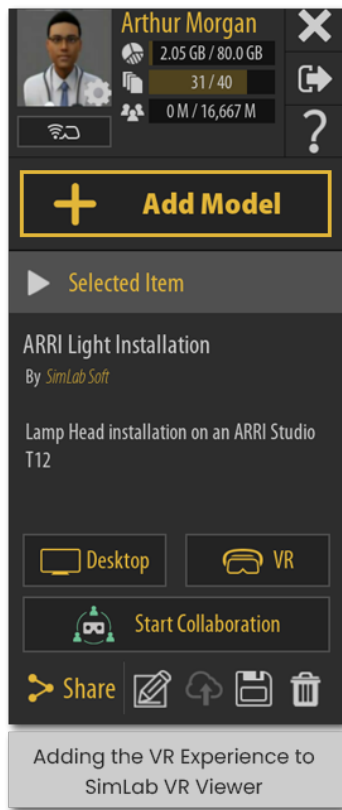 Arthur Morgan
2.05 GB / 80.0 GB
31 / 40
0 M / 16,667 M
?
Add Model
Selected Item
ARRI Light Installation
By SimLab Soft
Lamp Head installation on an ARRI Studio
T12
Desktop
VR
Start Collaboration
Share
Adding the VR Experience to
SimLab VR Viewer